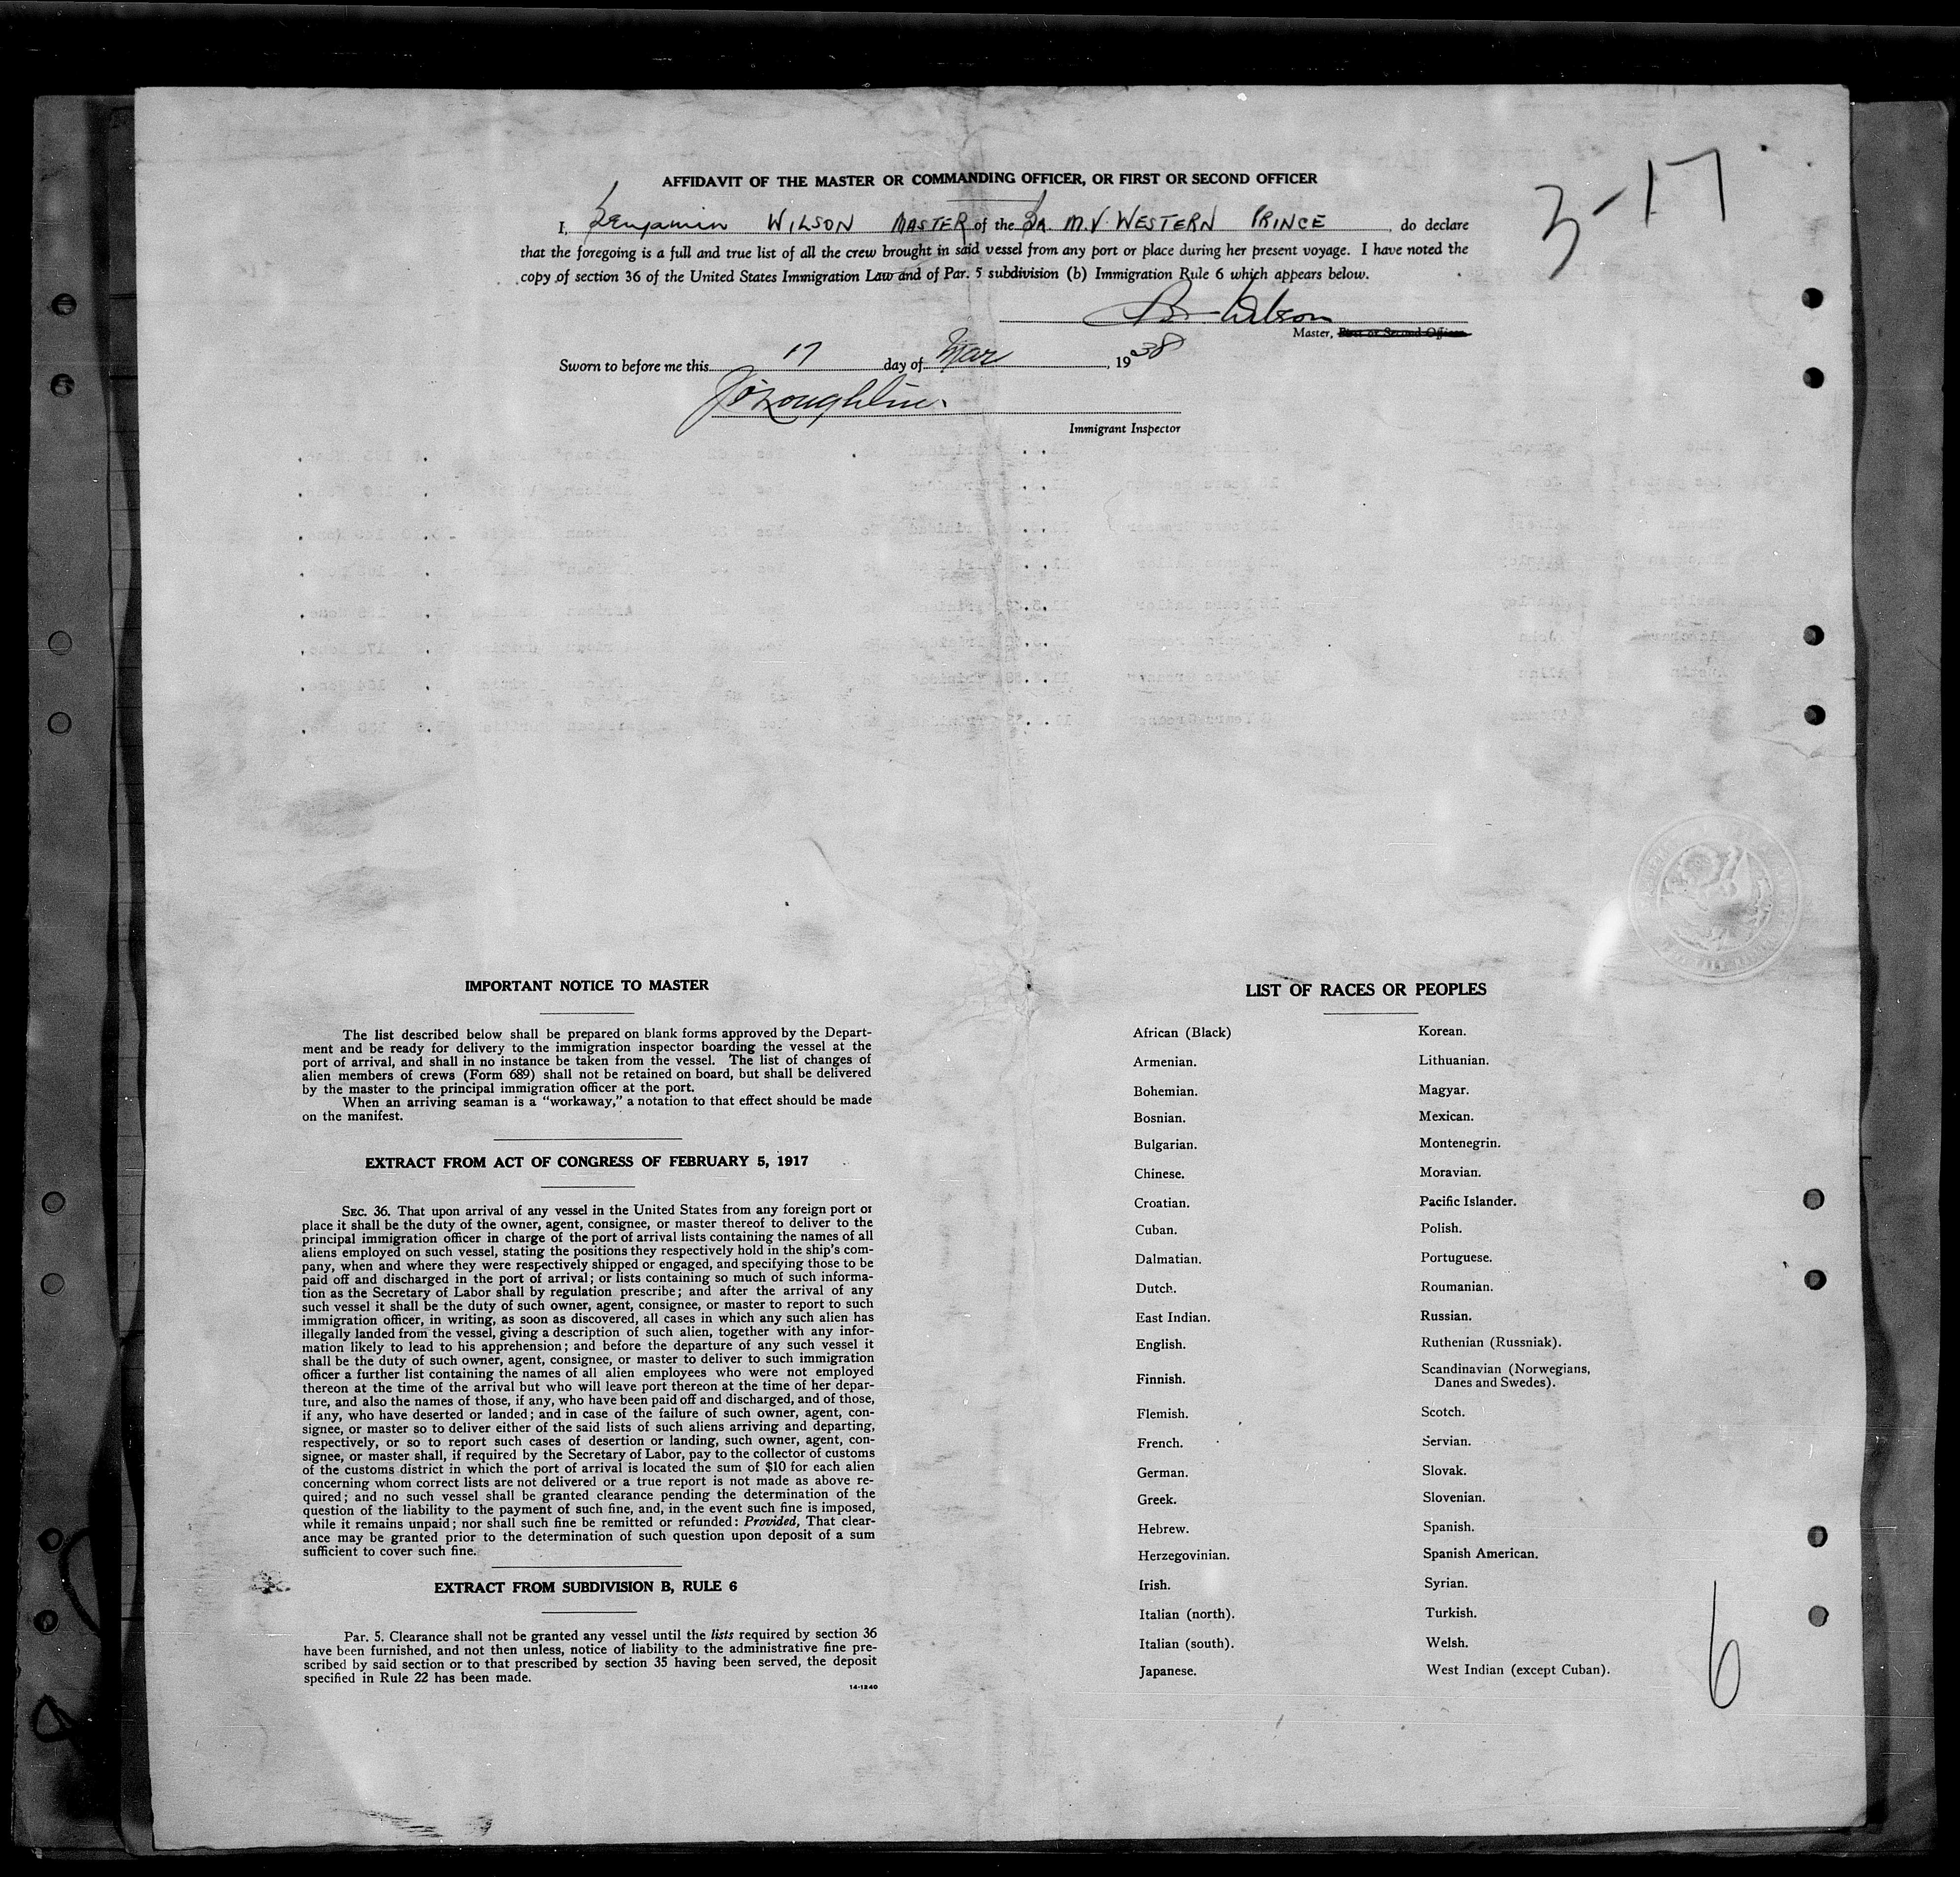 AFFIDAVIT OF THE MASTER OR COMMANDING OFFICER, OR FIRST OR SECOND OFFICER
3-17
I, Benjamin WILSON MASTER of the Br. M.V. WESTERN PRINCE, do declare
that the foregoing is a full and true list of all the crew brought in said vessel from any port or place during her present voyage. I have noted the
copy of section 36 of the United States Immigration Law and of Par. 5 subdivision (b) Immigration Rule 6 which appears below.
B. Wilson
Master, First or Second Officer.
Sworn to before me this 17 day of Mar, 1938
J O'Loughlin
Immigrant Inspector
IMPORTANT NOTICE TO MASTER
The list described below shall be prepared on blank forms approved by the Depart-
ment and be ready for delivery to the immigration inspector boarding the vessel at the
port of arrival, and shall in no instance be taken from the vessel. The list of changes of
alien members of crews (Form 689) shall not be retained on board, but shall be delivered
by the master to the principal immigration officer at the port.
When an arriving seaman is a “workaway,” a notation to that effect should be made
on the manifest.
EXTRACT FROM ACT OF CONGRESS OF FEBRUARY 5, 1917
SEC. 36. That upon arrival of any vessel in the United States from any foreign port or
place it shall be the duty of the owner, agent, consignee, or master thereof to deliver to the
principal immigration officer in charge of the port of arrival lists containing the names of all
aliens employed on such vessel, stating the positions they respectively hold in the ship's com-
pany, when and where they were respectively shipped or engaged, and specifying those to be
paid off and discharged in the port of arrival; or lists containing so much of such informa-
tion as the Secretary of Labor shall by regulation prescribe; and after the arrival of any
such vessel it shall be the duty of such owner, agent, consignee, or master to report to such
immigration officer, in writing, as soon as discovered, all cases in which any such alien has
illegally landed from the vessel, giving a description of such alien, together with any infor-
mation likely to lead to his apprehension; and before the departure of any such vessel it
shall be the duty of such owner, agent, consignee, or master to deliver to such immigration
officer a further list containing the names of all alien employees who were not employed
thereon at the time of the arrival but who will leave port thereon at the time of her depar-
ture, and also the names of those, if any, who have been paid off and discharged, and of those,
if any, who have deserted or landed; and in case of the failure of such owner, agent, con-
signee, or master so to deliver either of the said lists of such aliens arriving and departing,
respectively, or so to report such cases of desertion or landing, such owner, agent, con-
signee, or master shall, if required by the Secretary of Labor, pay to the collector of customs
of the customs district in which the port of arrival is located the sum of $10 for each alien
concerning whom correct lists are not delivered or a true report is not made as above re-
quired; and no such vessel shall be granted clearance pending the determination of the
question of the liability to the payment of such fine, and, in the event such fine is imposed,
while it remains unpaid; nor shall such fine be remitted or refunded: Provided, That clear-
ance may be granted prior to the determination of such question upon deposit of a sum
sufficient to cover such fine.
EXTRACT FROM SUBDIVISION B, RULE 6
Par. 5. Clearance shall not be granted any vessel until the lists required by section 36
have been furnished, and not then unless, notice of liability to the administrative fine pre-
scribed by said section or to that prescribed by section 35 having been served, the deposit
specified in Rule 22 has been made.
14-1240
LIST OF RACES OR PEOPLES
African (Black)
Armenian.
Bohemian.
Bosnian.
Bulgarian.
Chinese.
Croatian.
Cuban.
Dalmatian.
Dutch.
East Indian.
English.
Finnish.
Flemish.
French.
German.
Greek.
Hebrew.
Herzegovinian.
Irish.
Italian (north).
Italian (south).
Japanese.
Korean.
Lithuanian.
Magyar.
Mexican.
Montenegrin.
Moravian.
Pacific Islander.
Polish.
Portuguese.
Roumanian.
Russian.
Ruthenian (Russniak).
Scandinavian (Norwegians,
Danes and Swedes).
Scotch.
Servian.
Slovak.
Slovenian.
Spanish.
Spanish American.
Syrian.
Turkish.
Welsh.
West Indian (except Cuban).
6